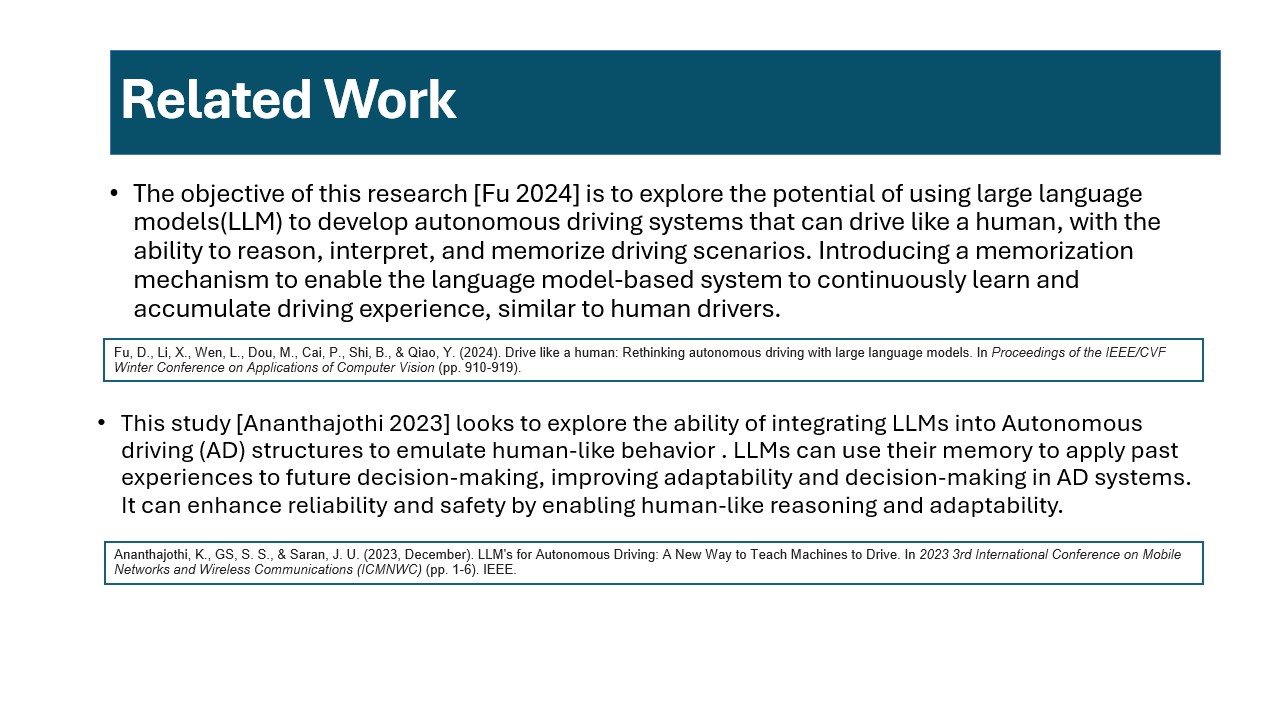 Related Work
• The objective of this research [Fu 2024] is to explore the potential of using large language
models(LLM) to develop autonomous driving systems that can drive like a human, with the
ability to reason, interpret, and memorize driving scenarios. Introducing a memorization
mechanism to enable the language model-based system to continuously learn and
accumulate driving experience, similar to human drivers.
Fu, D., Li, X., Wen, L., Dou, M., Cai, P., Shi, B., & Qiao, Y. (2024). Drive like a human: Rethinking autonomous driving with large language models. In Proceedings of the IEEE/CVF
Winter Conference on Applications of Computer Vision (pp. 910-919).
• This study [Ananthajothi 2023] looks to explore the ability of integrating LLMs into Autonomous
driving (AD) structures to emulate human-like behavior . LLMs can use their memory to apply past
experiences to future decision-making, improving adaptability and decision-making in AD systems.
It can enhance reliability and safety by enabling human-like reasoning and adaptability.
Ananthajothi, K., GS, S. S., & Saran, J. U. (2023, December). LLM's for Autonomous Driving: A New Way to Teach Machines to Drive. In 2023 3rd International Conference on Mobile
Networks and Wireless Communications (ICMNWC) (pp. 1-6). IEEE.